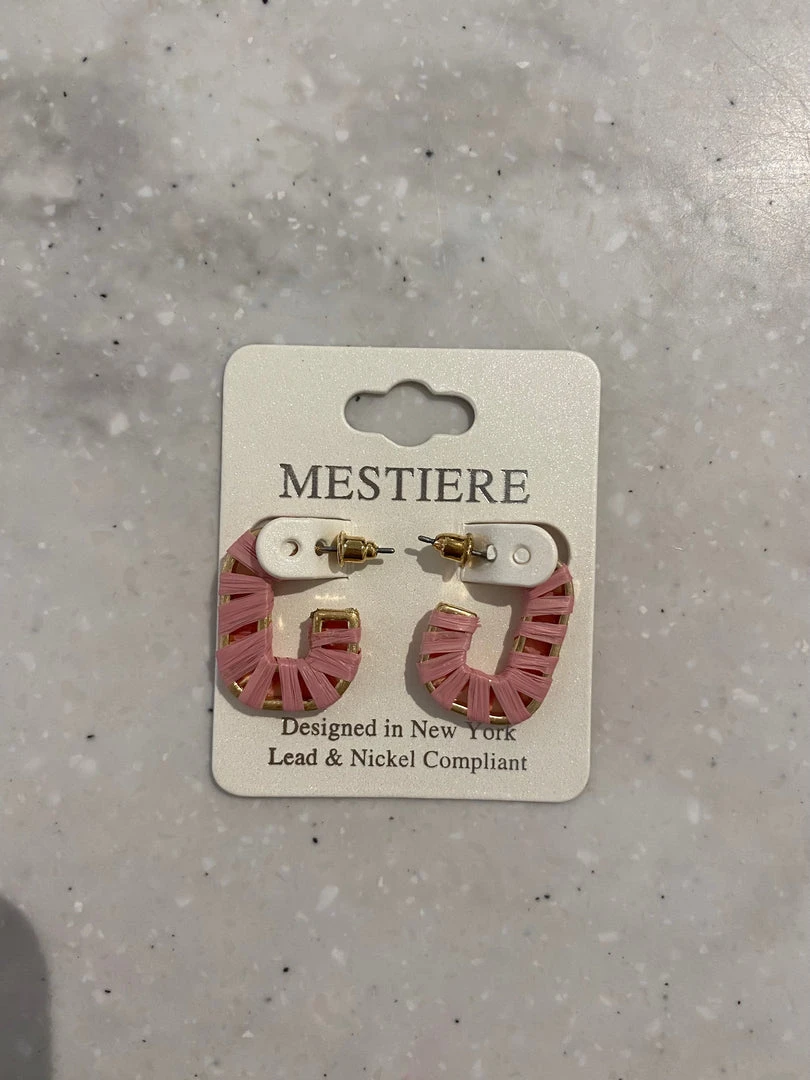 MESTIERE
Designed in New York
Lead & Nickel Compliant